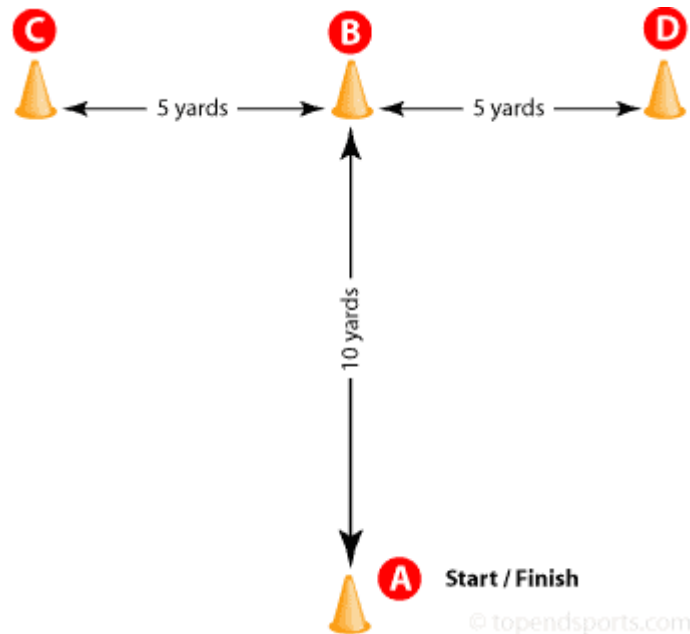 C
B
D
5 yards
5 yards
10 yards
A
Start / Finish
© topendsports.com